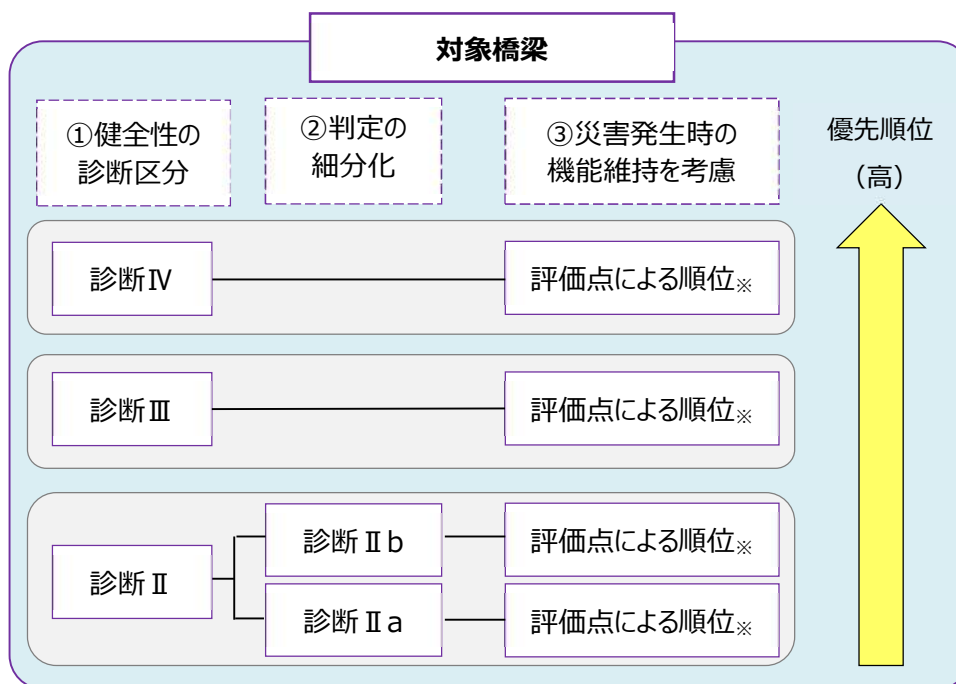 対象橋梁
①健全性の
診断区分
②判定の
細分化
③災害発生時の
機能維持を考慮
優先順位
（高）
診断Ⅳ
評価点による順位※
診断Ⅲ
評価点による順位※
診断Ⅱ
診断Ⅱb
評価点による順位※
診断Ⅱa
評価点による順位※